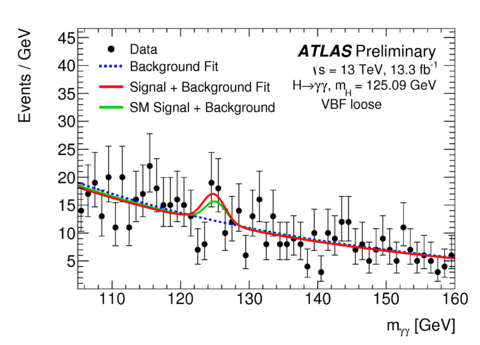 Events / GeV
45
40
35
30
25
20
15
10
5
Data
Background Fit
Signal + Background Fit
SM Signal + Background
ATLAS Preliminary
√s = 13 TeV, 13.3 fb⁻¹
H→γγ, m_H = 125.09 GeV
VBF loose
110 120 130 140 150 160
m_γγ [GeV]